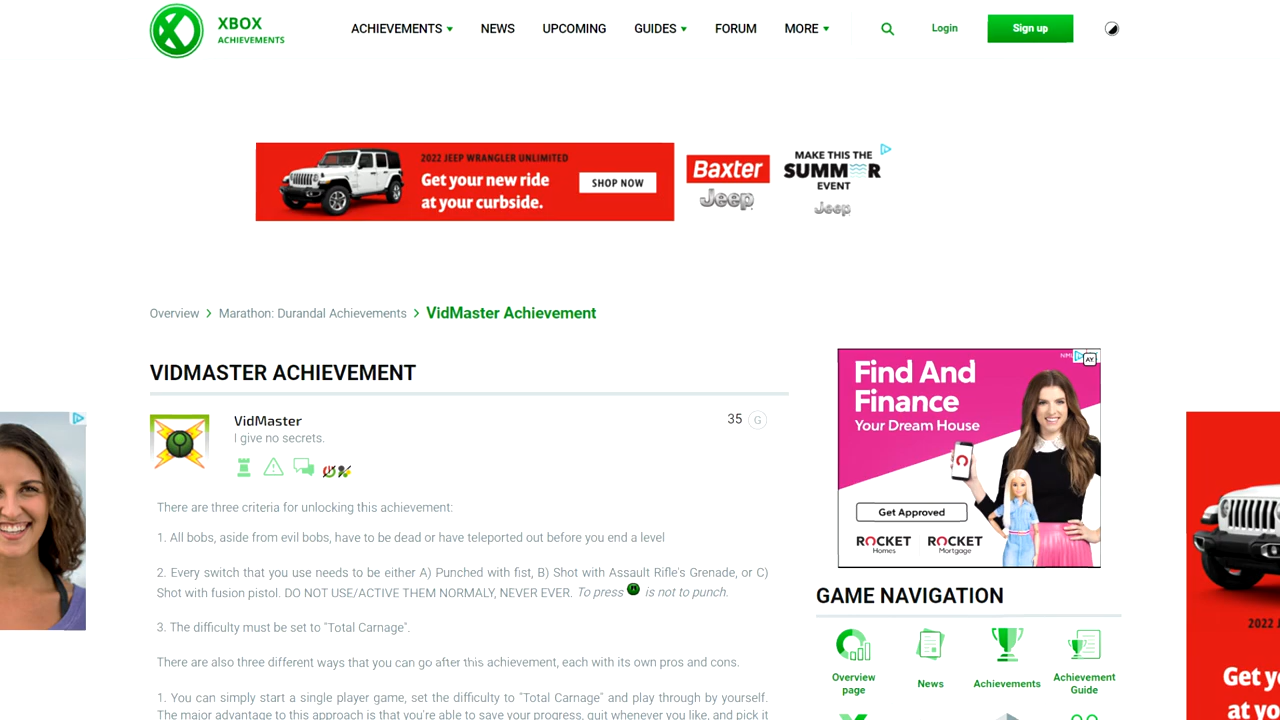 XBOX
ACHIEVEMENTS
ACHIEVEMENTS
NEWS
UPCOMING
GUIDES
FORUM
MORE
Login
Sign up
2022 JEEP WRANGLER UNLIMITED
Get your new ride
at your curbside.
SHOP NOW
Baxter
Jeep
MAKE THIS THE
SUMMER
EVENT
Jeep
Overview
Marathon: Durandal Achievements
VidMaster Achievement
VIDMASTER ACHIEVEMENT
VidMaster
35 G
I give no secrets.
There are three criteria for unlocking this achievement:
1. All bobs, aside from evil bobs, have to be dead or have teleported out before you end a level
2. Every switch that you use needs to be either A) Punched with fist, B) Shot with Assault Rifle's Grenade, or C)
Shot with fusion pistol. DO NOT USE/ACTIVE THEM NORMALY, NEVER EVER. To press is not to punch.
3. The difficulty must be set to "Total Carnage".
There are also three different ways that you can go after this achievement, each with its own pros and cons.
1. You can simply start a single player game, set the difficulty to "Total Carnage" and play through by yourself.
The major advantage to this approach is that you're able to save your progress, quit whenever you like, and pick it
Find And
Finance
Your Dream House
AY
Get Approved
ROCKET
Homes
ROCKET
Mortgage
GAME NAVIGATION
Overview
page
News
Achievements
Achievement
Guide
2022 J
Get y
at yo